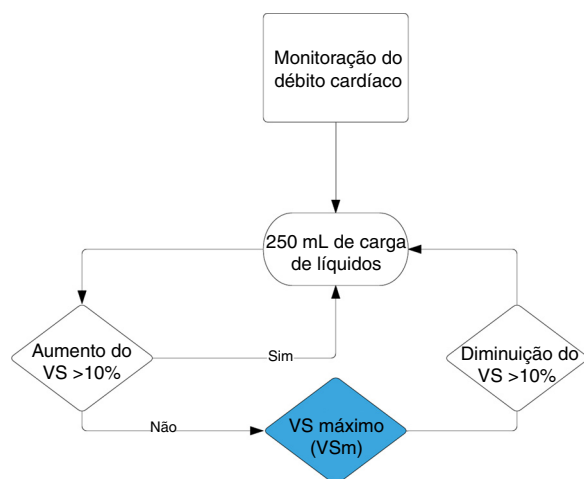 Monitoração do
débito cardíaco
250 mL de carga
de líquidos
Aumento do
VS >10%
Sim
Diminuição do
VS >10%
Não
VS máximo
(VSm)